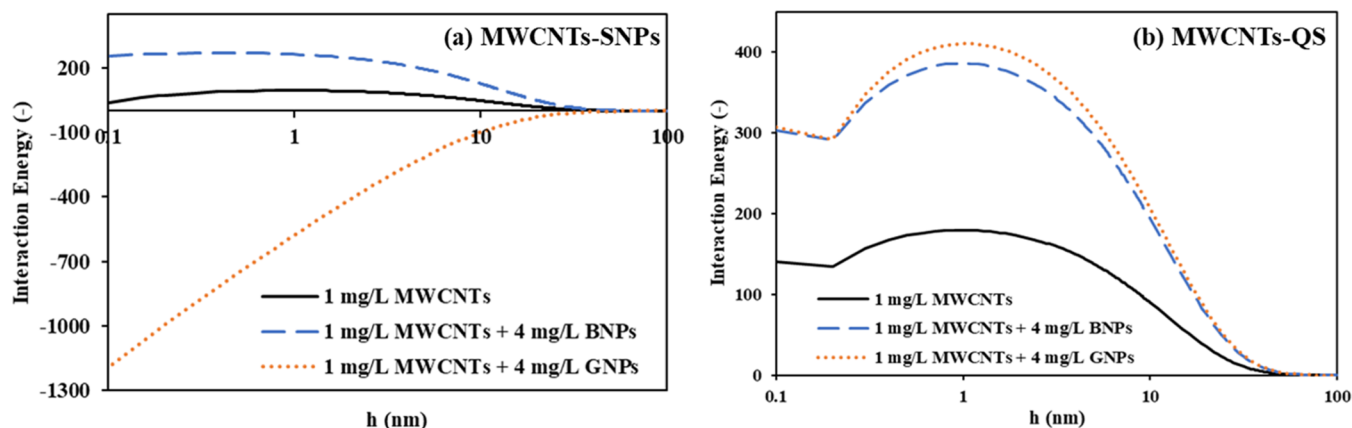 (a) MWCNTs-SNPs
Interaction Energy (-)
200
-100
-400
-700
-1000
-1300
0.1
1
10
100
h (nm)
1 mg/L MWCNTs
1 mg/L MWCNTs + 4 mg/L BNPs
1 mg/L MWCNTs + 4 mg/L GNPs
(b) MWCNTs-QS
Interaction Energy (-)
400
300
200
100
0
0.1
1
10
100
h (nm)
1 mg/L MWCNTs
1 mg/L MWCNTs + 4 mg/L BNPs
1 mg/L MWCNTs + 4 mg/L GNPs